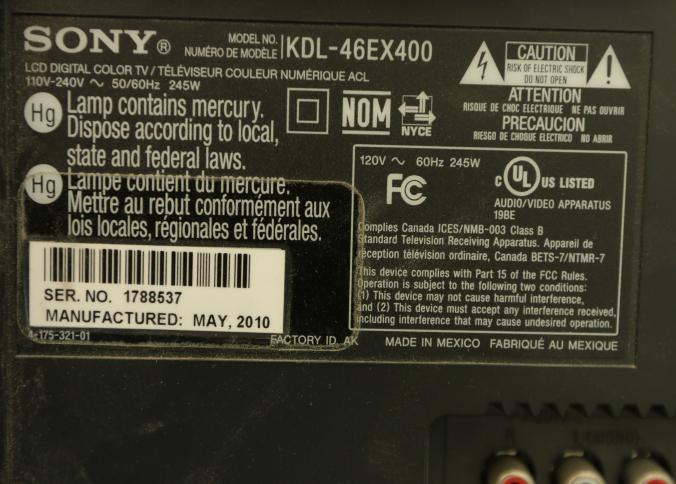 SONY®
MODEL NO.
NUMÉRO DE MODÈLE
KDL-46EX400
LCD DIGITAL COLOR TV / TÉLÉVISEUR COULEUR NUMÉRIQUE ACL
110V-240V ~ 50/60Hz 245W
Hg
Lamp contains mercury.
Dispose according to local,
state and federal laws.
Hg
Lampe contient du mercure.
Mettre au rebut conformément aux
lois locales, régionales et fédérales.
NOM
NYCE
CAUTION
RISK OF ELECTRIC SHOCK
DO NOT OPEN
ATTENTION
RISQUE DE CHOC ELECTRIQUE NE PAS OUVRIR
PRECAUCION
RIESGO DE CHOQUE ELECTRICO NO ABRIR
120V ~ 60Hz 245W
FC
C UL US LISTED
AUDIO/VIDEO APPARATUS
19BE
Complies Canada ICES/NMB-003 Class B
Standard Television Receiving Apparatus. Appareil de
réception télévision ordinaire, Canada BETS-7/NTMR-7
This device complies with Part 15 of the FCC Rules.
Operation is subject to the following two conditions:
(1) This device may not cause harmful interference,
and (2) This device must accept any interference received,
including interference that may cause undesired operation.
SER. NO. 1788537
MANUFACTURED: MAY, 2010
4-175-321-01
FACTORY ID. AK
MADE IN MEXICO FABRIQUÉ AU MEXIQUE